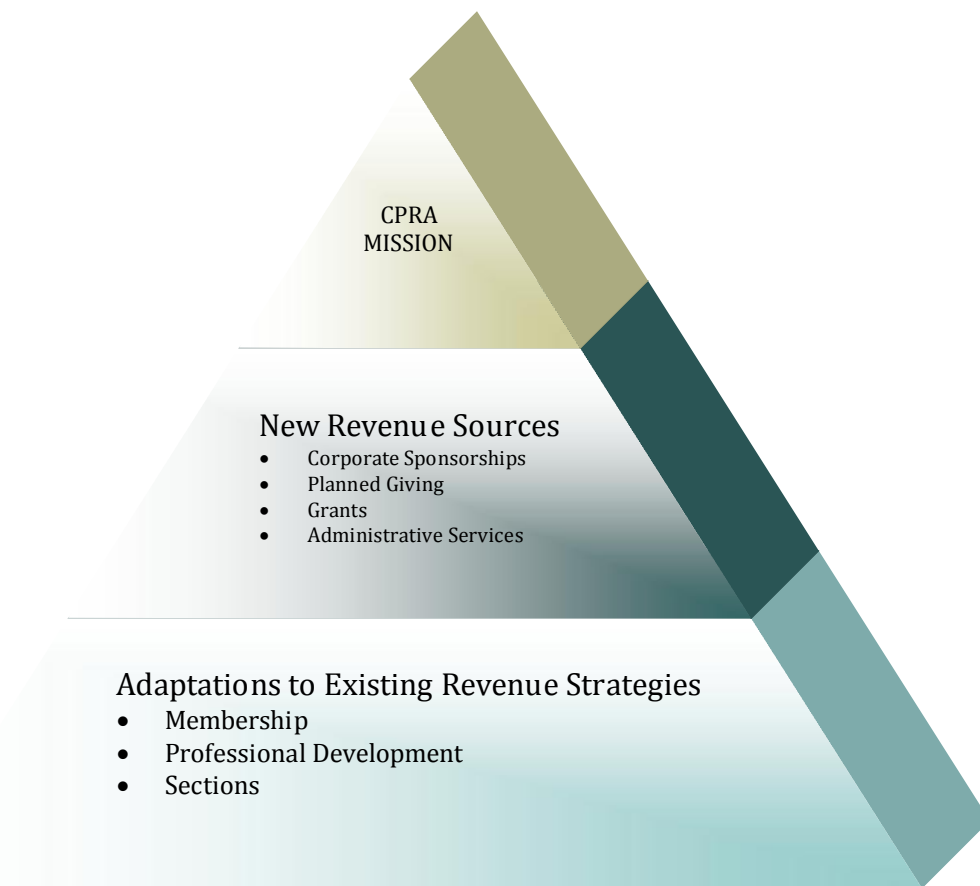 CPRA
MISSION
New Revenue Sources
• Corporate Sponsorships
• Planned Giving
• Grants
• Administrative Services
Adaptations to Existing Revenue Strategies
• Membership
• Professional Development
• Sections